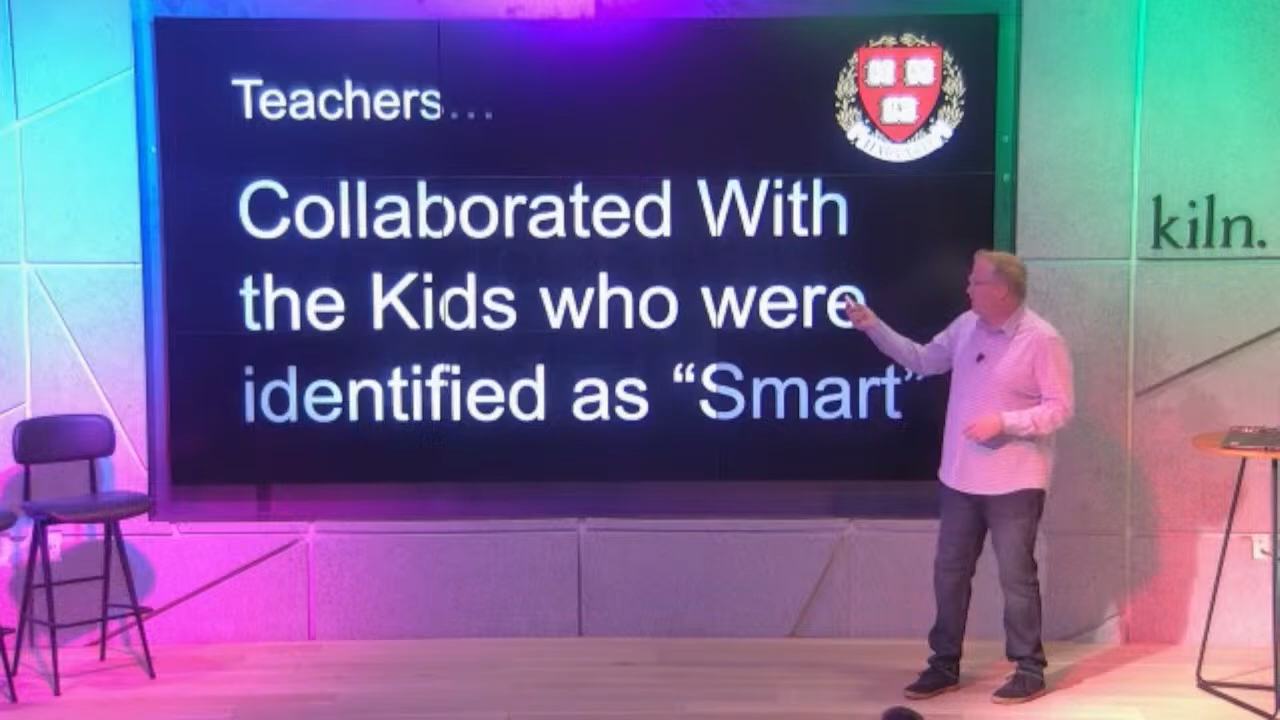 Teachers...
Collaborated With
the Kids who were
identified as “Smart”
kiln.